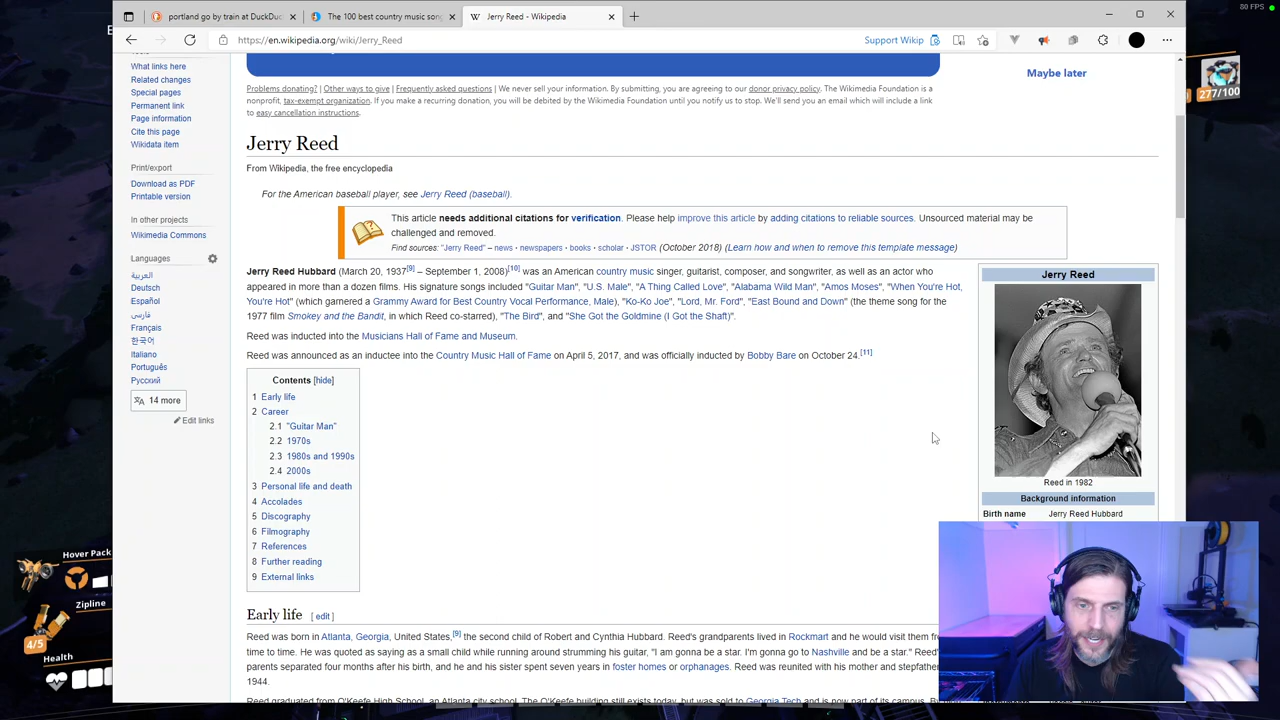 80 FPS
portland go by train at DuckDuc
The 100 best country music song
Jerry Reed - Wikipedia
https://en.wikipedia.org/wiki/Jerry_Reed
Support Wikip
277/100
What links here
Related changes
Special pages
Permanent link
Page information
Cite this page
Wikidata item
Print/export
Download as PDF
Printable version
In other projects
Wikimedia Commons
Languages
العربية
Deutsch
Español
فارسی
Français
한국어
Italiano
Português
Русский
14 more
Edit links
Maybe later
Problems donating? | Other ways to give | Frequently asked questions | We never sell your information. By submitting, you are agreeing to our donor privacy policy. The Wikimedia Foundation is a
nonprofit, tax-exempt organization. If you make a recurring donation, you will be debited by the Wikimedia Foundation until you notify us to stop. We'll send you an email which will include a link to
easy cancellation instructions.
Jerry Reed
From Wikipedia, the free encyclopedia
For the American baseball player, see Jerry Reed (baseball).
This article needs additional citations for verification. Please help improve this article by adding citations to reliable sources. Unsourced material may be
challenged and removed.
Find sources: "Jerry Reed" – news · newspapers · books · scholar · JSTOR (October 2018) (Learn how and when to remove this template message)
Jerry Reed Hubbard (March 20, 1937[9] – September 1, 2008)[10] was an American country music singer, guitarist, composer, and songwriter, as well as an actor who
appeared in more than a dozen films. His signature songs included "Guitar Man", "U.S. Male", "A Thing Called Love", "Alabama Wild Man", "Amos Moses", "When You're Hot,
You're Hot" (which garnered a Grammy Award for Best Country Vocal Performance, Male), "Ko-Ko Joe", "Lord, Mr. Ford", "East Bound and Down" (the theme song for the
1977 film Smokey and the Bandit, in which Reed co-starred), "The Bird", and "She Got the Goldmine (I Got the Shaft)".
Reed was inducted into the Musicians Hall of Fame and Museum.
Reed was announced as an inductee into the Country Music Hall of Fame on April 5, 2017, and was officially inducted by Bobby Bare on October 24.[11]
Contents [hide]
1 Early life
2 Career
2.1 "Guitar Man"
2.2 1970s
2.3 1980s and 1990s
2.4 2000s
3 Personal life and death
4 Accolades
5 Discography
6 Filmography
7 References
8 Further reading
9 External links
Jerry Reed
Reed in 1982
Background information
Birth name Jerry Reed Hubbard
Early life [ edit ]
Reed was born in Atlanta, Georgia, United States,[9] the second child of Robert and Cynthia Hubbard. Reed's grandparents lived in Rockmart and he would visit them fr
time to time. He was quoted as saying as a small child while running around strumming his guitar, "I am gonna be a star. I'm gonna go to Nashville and be a star." Reed'
parents separated four months after his birth, and he and his sister spent seven years in foster homes or orphanages. Reed was reunited with his mother and stepfather
1944.
Reed graduated from O'Keefe High School, an Atlanta city school. The O'Keefe building still exists today but was sold to Georgia Tech and is now part of its campus. By
Hover Pack
Zipline
4/5
Health